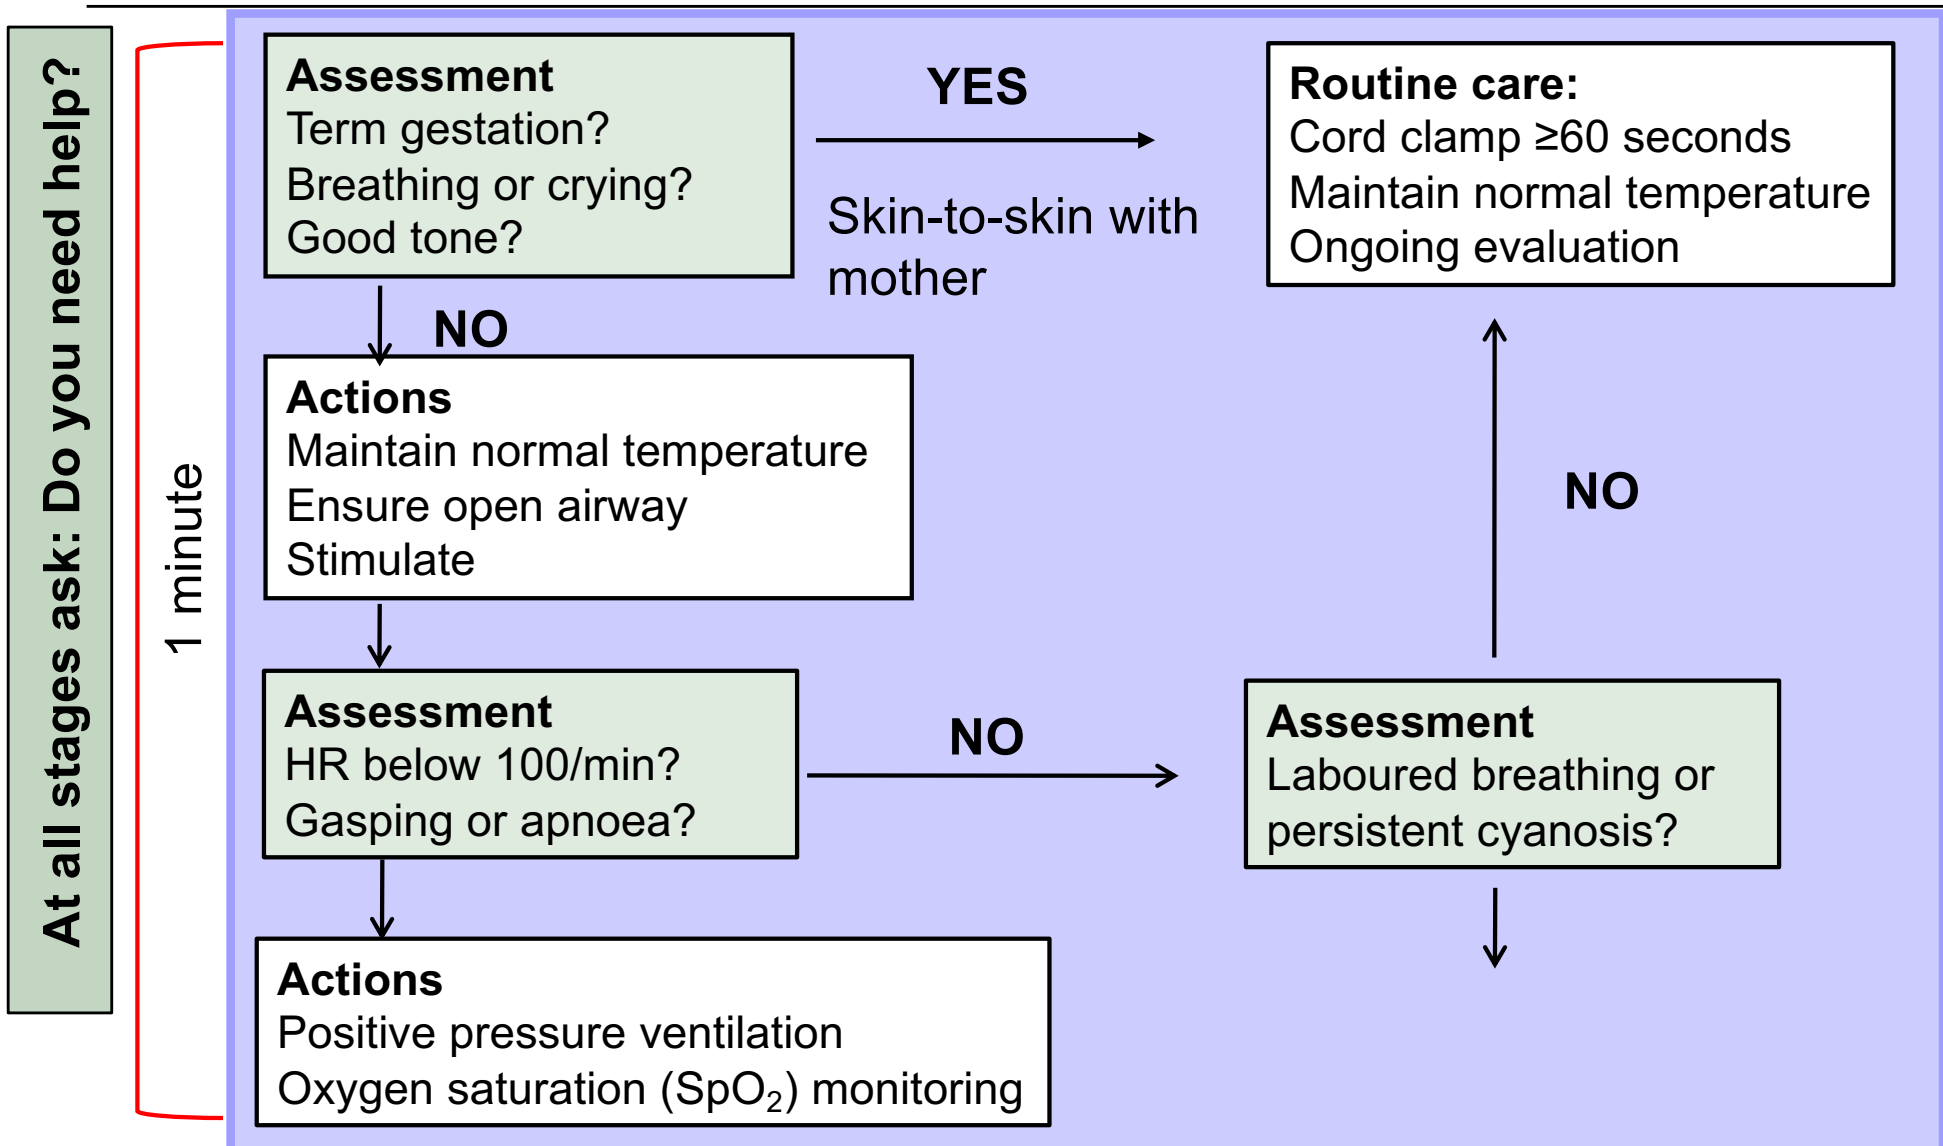 At all stages ask: Do you need help?
1 minute
Assessment
Term gestation?
Breathing or crying?
Good tone?
YES
Skin-to-skin with
mother
Routine care:
Cord clamp ≥60 seconds
Maintain normal temperature
Ongoing evaluation
NO
Actions
Maintain normal temperature
Ensure open airway
Stimulate
NO
Assessment
HR below 100/min?
Gasping or apnoea?
NO
Assessment
Laboured breathing or
persistent cyanosis?
Actions
Positive pressure ventilation
Oxygen saturation (SpO₂) monitoring